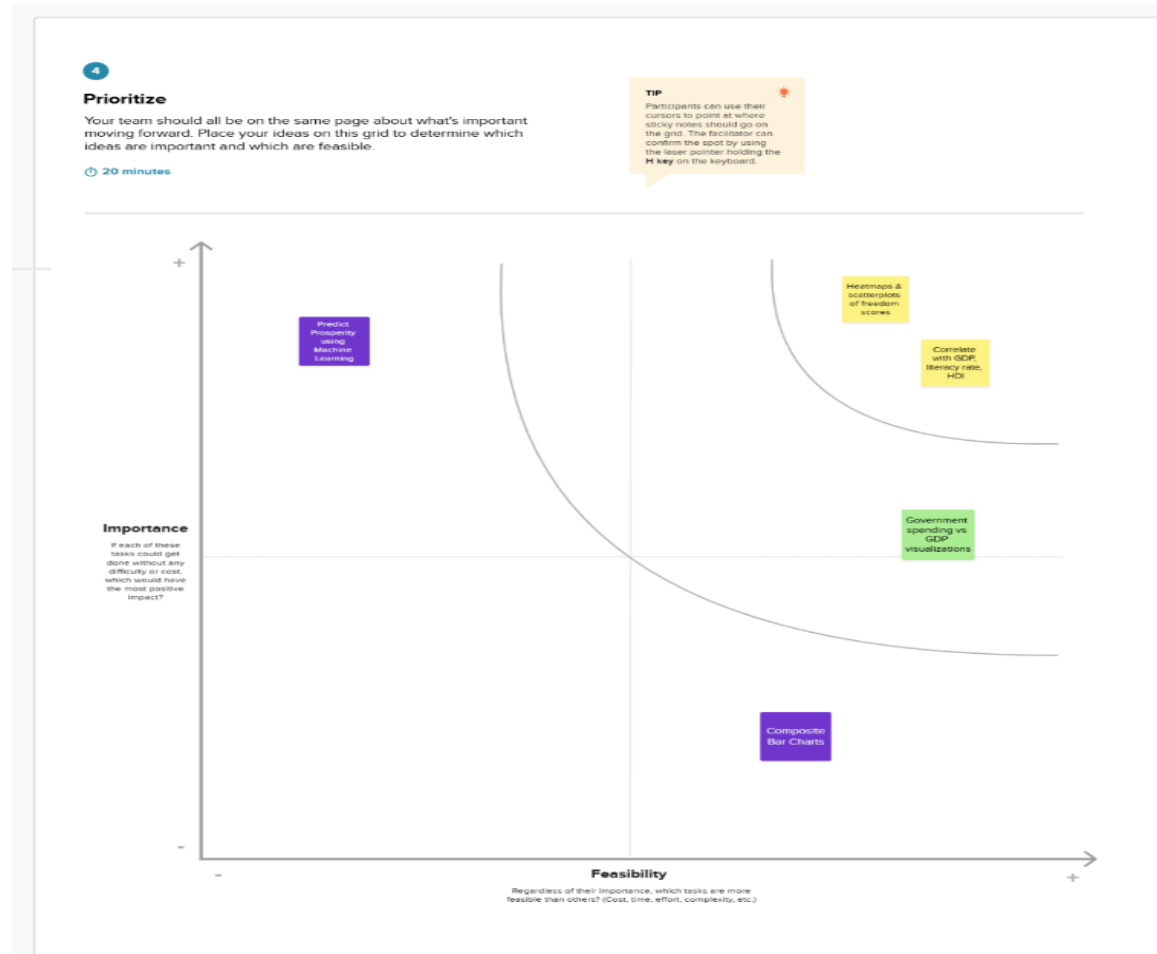 4
Prioritize
Your team should all be on the same page about what's important
moving forward. Place your ideas on this grid to determine which
ideas are important and which are feasible.
20 minutes
TIP
Participants can use their
cursors to point at where
sticky notes should go on
the grid. The facilitator can
confirm the spot by using
the laser pointer holding the
H key on the keyboard.
+
Predict
Prosperity
using
Machine
Learning
Heatmaps &
scatterplots
of freedom
scores
Correlate
with GDP,
literacy rate,
HDI
Importance
If each of these
tasks could get
done without any
difficulty or cost,
which would have
the most positive
impact?
Government
spending vs
GDP
visualizations
Composite
Bar Charts
-
-
Feasibility
+
Regardless of their importance, which tasks are more
feasible than others? (Cost, time, effort, complexity, etc.)